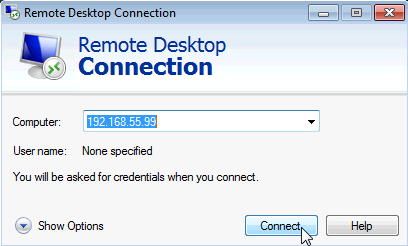 Remote Desktop Connection
Remote Desktop
Connection
Computer: 192.168.55.99
User name: None specified
You will be asked for credentials when you connect.
Show Options Connect Help